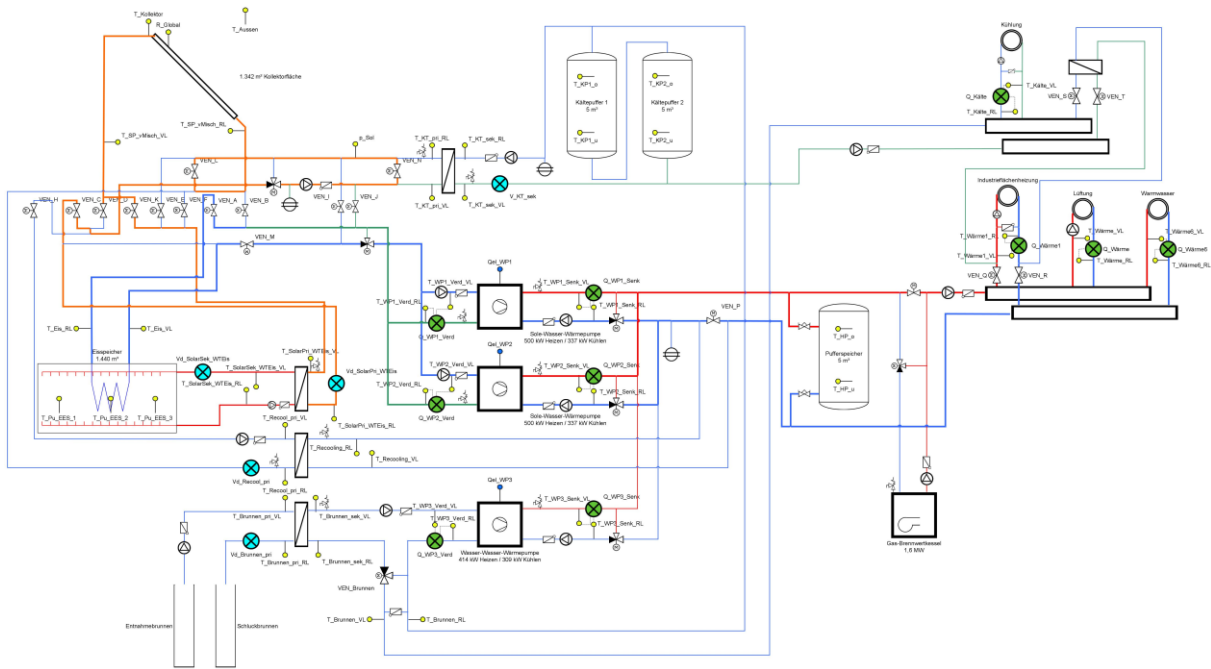 T_Kollektor
R_Global
T_Aussen
1.342 m² Kollektorfläche
T_SP_vMisch_RL
T_SP_vMisch_VL
p_Sol
T_KT_pri_RL
T_KT_sek_RL
T_KT_pri_VL
T_KT_sek_VL
V_KT_sek
T_KP1_o
Kältepuffer 1
5 m³
T_KP1_u
T_KP2_o
Kältepuffer 2
5 m³
T_KP2_u
Kühlung
T_Kälte_VL
Q_Kälte
T_Kälte_RL
VEN_S
VEN_T
VEN_L
VEN_N
VEN_I
VEN_J
VEN_H
VEN_C
VEN_D
VEN_K
VEN_E
VEN_F
VEN_A
VEN_B
VEN_M
Industrieflächenheizung
Lüftung
Warmwasser
T_Wärme1_R
Q_Wärme1
T_Wärme1_VL
VEN_Q
VEN_R
T_Wärme_VL
Q_Wärme
T_Wärme_RL
T_Wärme6_VL
Q_Wärme6
T_Wärme6_RL
Qel_WP1
T_WP1_Verd_VL
T_WP1_Verd_RL
Q_WP1_Verd
T_WP1_Senk_VL
Q_WP1_Senk
T_WP1_Senk_RL
Sole-Wasser-Wärmepumpe
500 kW Heizen / 337 kW Kühlen
VEN_P
Qel_WP2
T_WP2_Verd_VL
T_WP2_Verd_RL
Q_WP2_Verd
T_WP2_Senk_VL
Q_WP2_Senk
T_WP2_Senk_RL
Sole-Wasser-Wärmepumpe
500 kW Heizen / 337 kW Kühlen
T_HP_o
Pufferspeicher
5 m³
T_HP_u
T_Eis_RL
T_Eis_VL
Eisspeicher
1.440 m³
Vd_SolarSek_WTEis
T_SolarSek_WTEis_VL
T_SolarSek_WTEis_RL
T_SolarPri_WTEis_VL
Vd_SolarPri_WTEis
T_SolarPri_WTEis_RL
T_Pu_EES_1
T_Pu_EES_2
T_Pu_EES_3
T_Recool_pri_VL
T_Recooling_RL
T_Recooling_VL
Vd_Recool_pri
T_Recool_pri_RL
Qel_WP3
T_WP3_Verd_VL
T_WP3_Verd_RL
Q_WP3_Verd
T_WP3_Senk_VL
Q_WP3_Senk
T_WP3_Senk_RL
Wasser-Wasser-Wärmepumpe
414 kW Heizen / 309 kW Kühlen
T_Brunnen_pri_VL
T_Brunnen_sek_VL
Vd_Brunnen_pri
T_Brunnen_pri_RL
T_Brunnen_sek_RL
VEN_Brunnen
T_Brunnen_VL
T_Brunnen_RL
Entnahmebrunnen
Schluckbrunnen
Gas-Brennwertkessel
1,6 MW